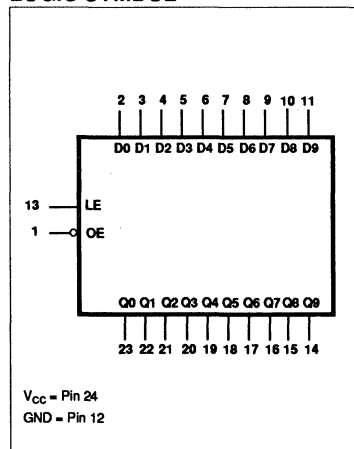 LOGIC SYMBOL
2 3 4 5 6 7 8 9 10 11
D0 D1 D2 D3 D4 D5 D6 D7 D8 D9
13 LE
1 OE
Q0 Q1 Q2 Q3 Q4 Q5 Q6 Q7 Q8 Q9
23 22 21 20 19 18 17 16 15 14
VCC = Pin 24
GND = Pin 12